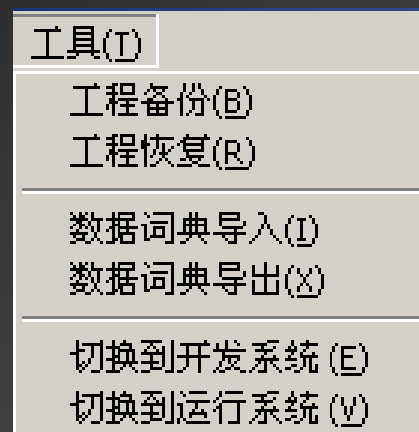 工具(T)
工程备份(B)
工程恢复(R)
数据词典导入(I)
数据词典导出(X)
切换到开发系统 (E)
切换到运行系统 (V)